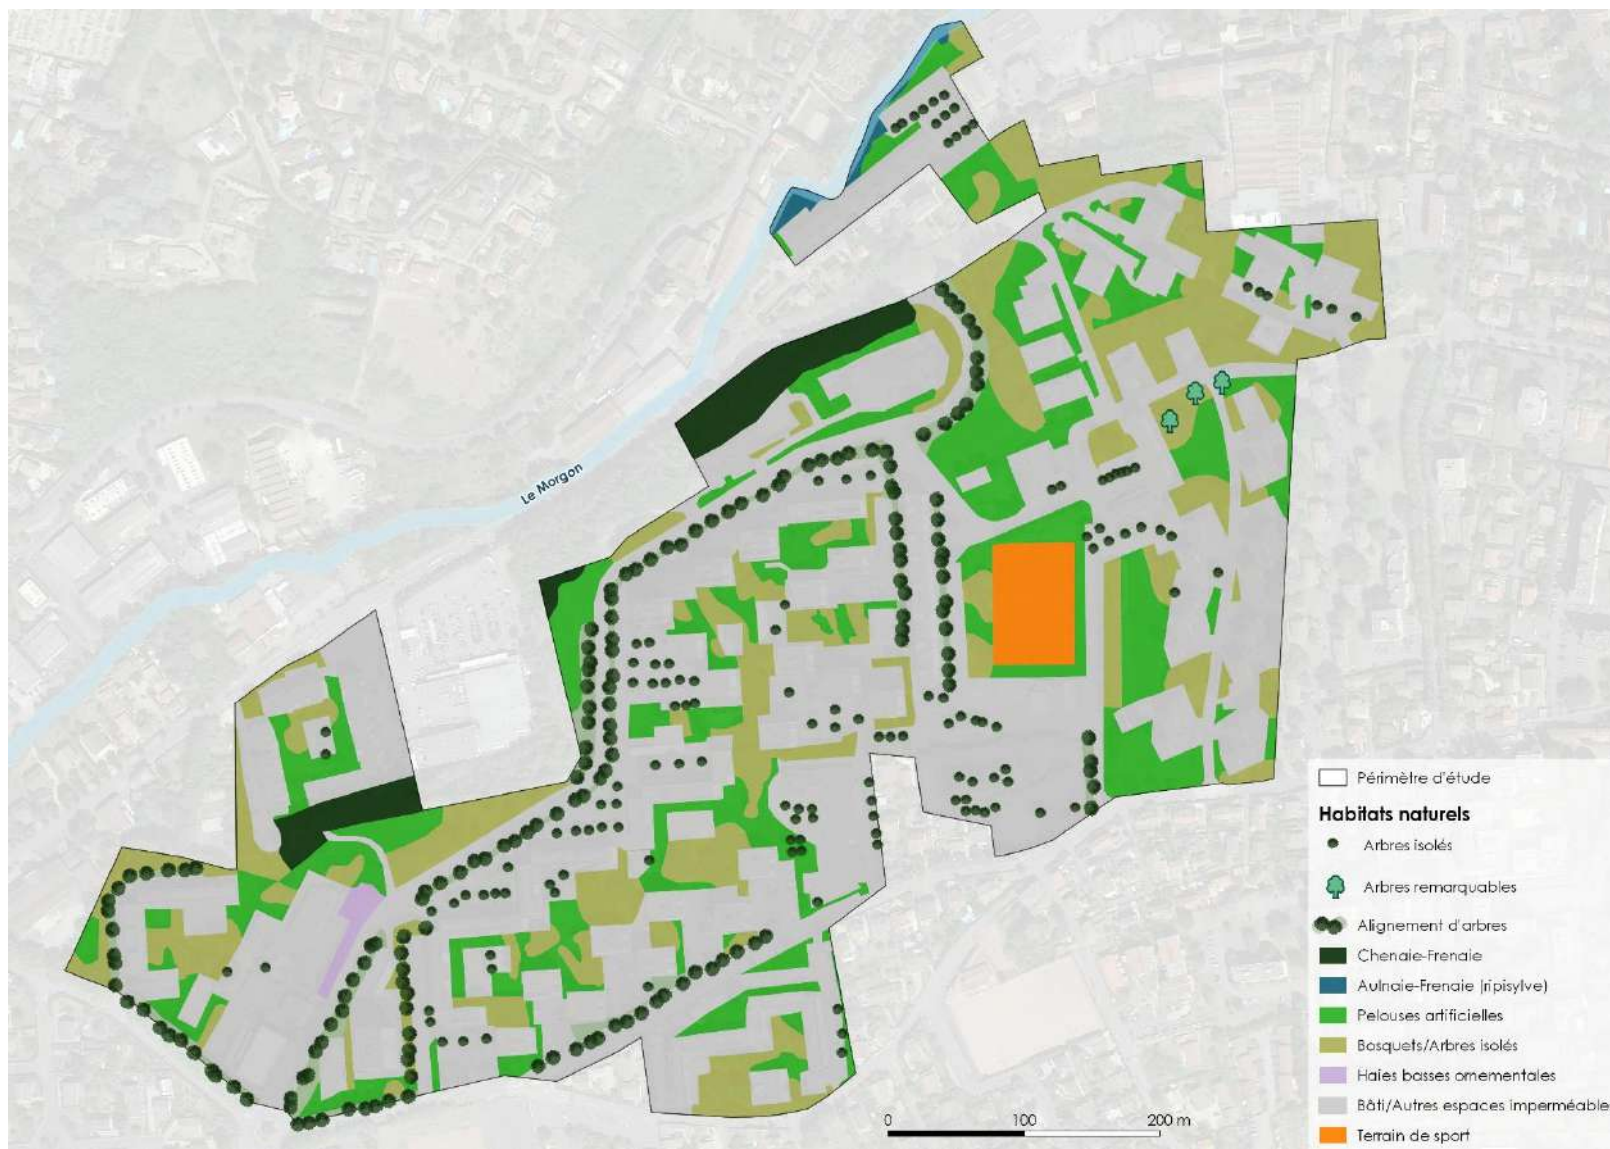 Le Morgon
Périmètre d'étude
Habitats naturels
Arbres isolés
Arbres remarquables
Alignement d'arbres
Chenaie-Frenaie
Aulnaie-Frenaie (ripisylve)
Pelouses artificielles
Bosquets/Arbres isolés
Haies basses ornementales
Bâti/Autres espaces imperméable
Terrain de sport
0 100 200 m